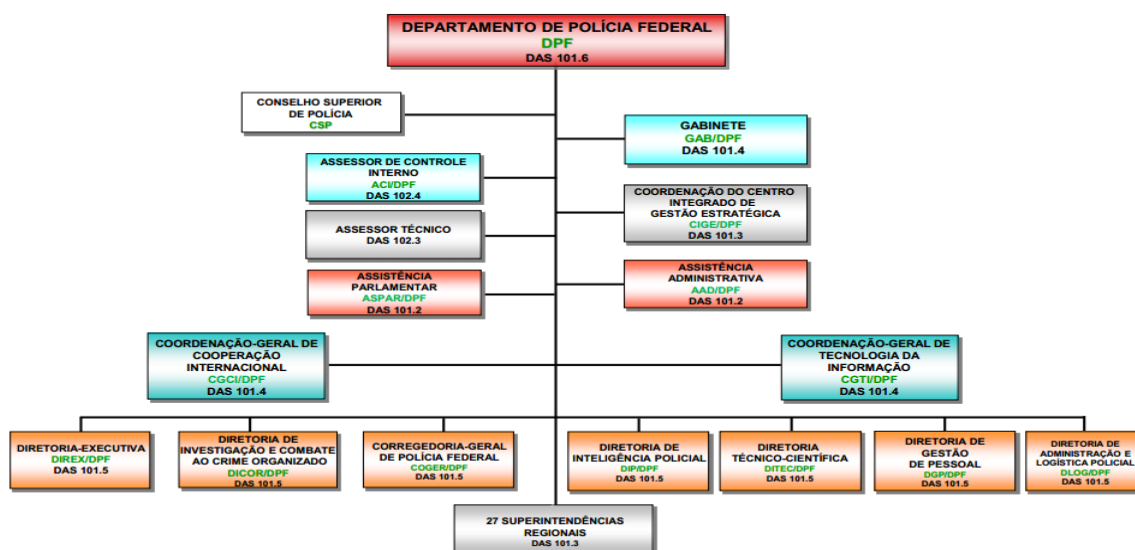 DEPARTAMENTO DE POLÍCIA FEDERAL
DPF
DAS 101.6
CONSELHO SUPERIOR
DE POLÍCIA
CSP
GABINETE
GAB/DPF
DAS 101.4
ASSESSOR DE CONTROLE
INTERNO
ACI/DPF
DAS 102.4
COORDENAÇÃO DO CENTRO
INTEGRADO DE
GESTÃO ESTRATÉGICA
CIGE/DPF
DAS 101.3
ASSESSOR TÉCNICO
DAS 102.3
ASSISTÊNCIA
PARLAMENTAR
ASPAR/DPF
DAS 101.2
ASSISTÊNCIA
ADMINISTRATIVA
AAD/DPF
DAS 101.2
COORDENAÇÃO-GERAL DE
COOPERAÇÃO
INTERNACIONAL
CGCI/DPF
DAS 101.4
COORDENAÇÃO-GERAL DE
TECNOLOGIA DA
INFORMAÇÃO
CGTI/DPF
DAS 101.4
DIRETORIA-EXECUTIVA
DIREX/DPF
DAS 101.5
DIRETORIA DE
INVESTIGAÇÃO E COMBATE
AO CRIME ORGANIZADO
DICOR/DPF
DAS 101.5
CORREGEDORIA-GERAL
DE POLÍCIA FEDERAL
COGER/DPF
DAS 101.5
DIRETORIA DE
INTELIGÊNCIA POLICIAL
DIP/DPF
DAS 101.5
DIRETORIA
TÉCNICO-CIENTÍFICA
DITEC/DPF
DAS 101.5
DIRETORIA DE
GESTÃO
DE PESSOAL
DGP/DPF
DAS 101.5
DIRETORIA DE
ADMINISTRAÇÃO E
LOGÍSTICA POLICIAL
DLOG/DPF
DAS 101.5
27 SUPERINTENDÊNCIAS
REGIONAIS
DAS 101.3